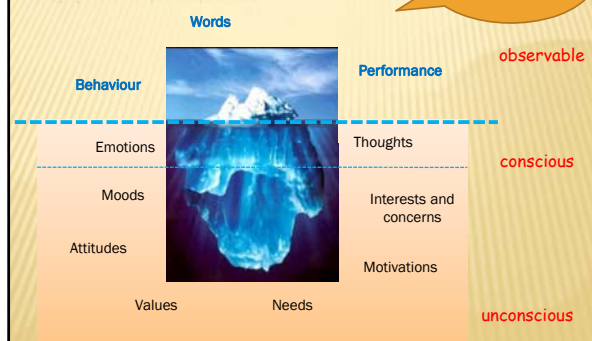 Words
observable
Behaviour
Performance
Emotions
Thoughts
conscious
Moods
Interests and
concerns
Attitudes
Motivations
Values
Needs
unconscious